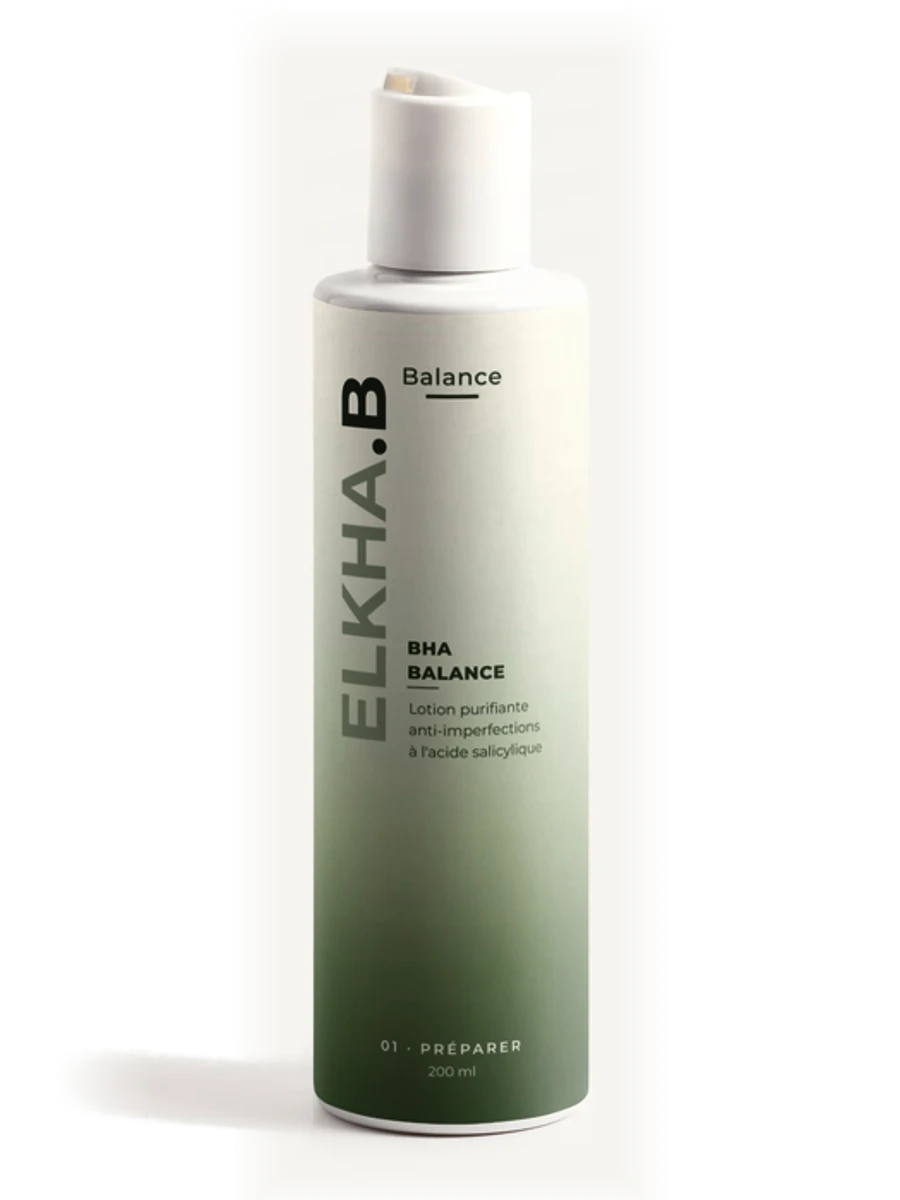 ELKHA.B
Balance
BHA
BALANCE
Lotion purifiante
anti-imperfections
à l'acide salicylique
01 · PRÉPARER
200 ml